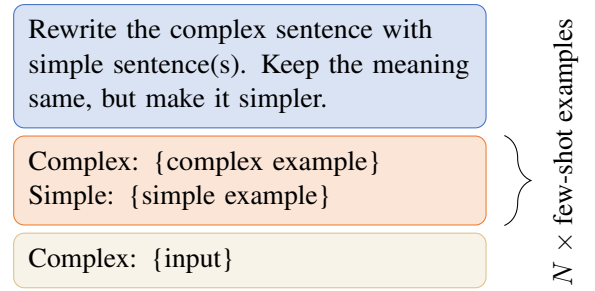 Rewrite the complex sentence with
simple sentence(s). Keep the meaning
same, but make it simpler.
Complex: {complex example}
Simple: {simple example}
Complex: {input}
N × few-shot examples